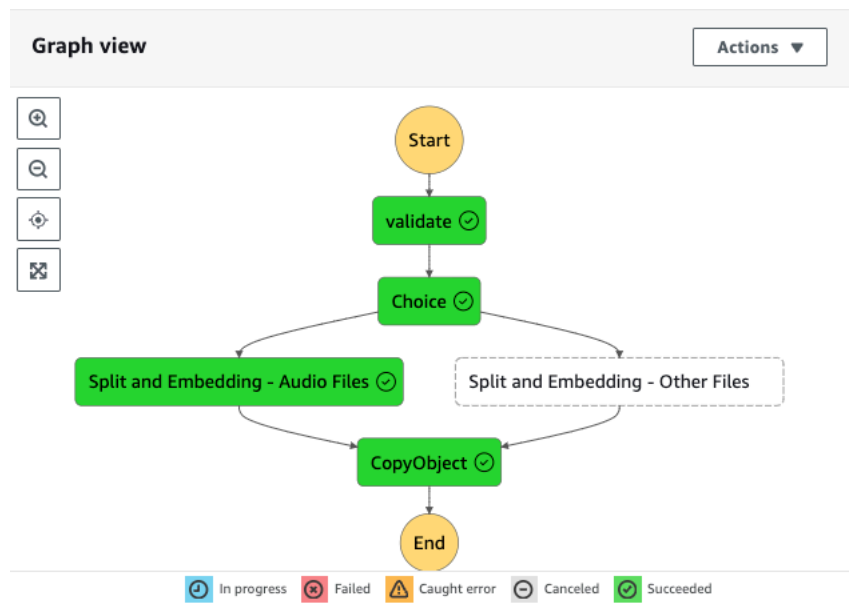 Graph view
Actions
Start
validate
Choice
Split and Embedding - Audio Files
Split and Embedding - Other Files
CopyObject
End
In progress Failed Caught error Canceled Succeeded